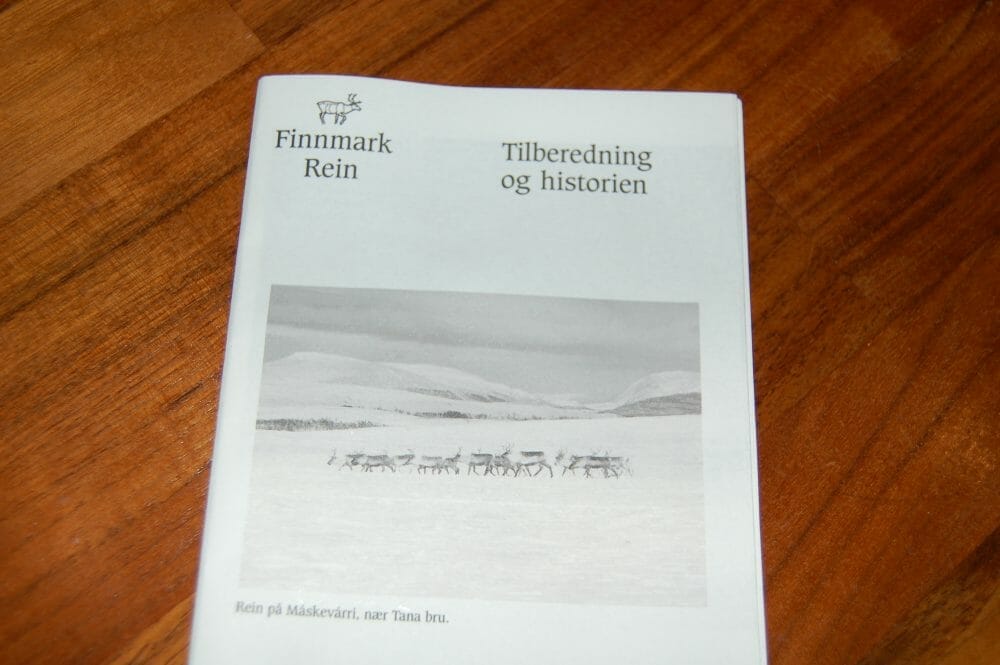 Finnmark
Rein
Tilberedning
og historien
Rein på Máskevárri, nær Tana bru.